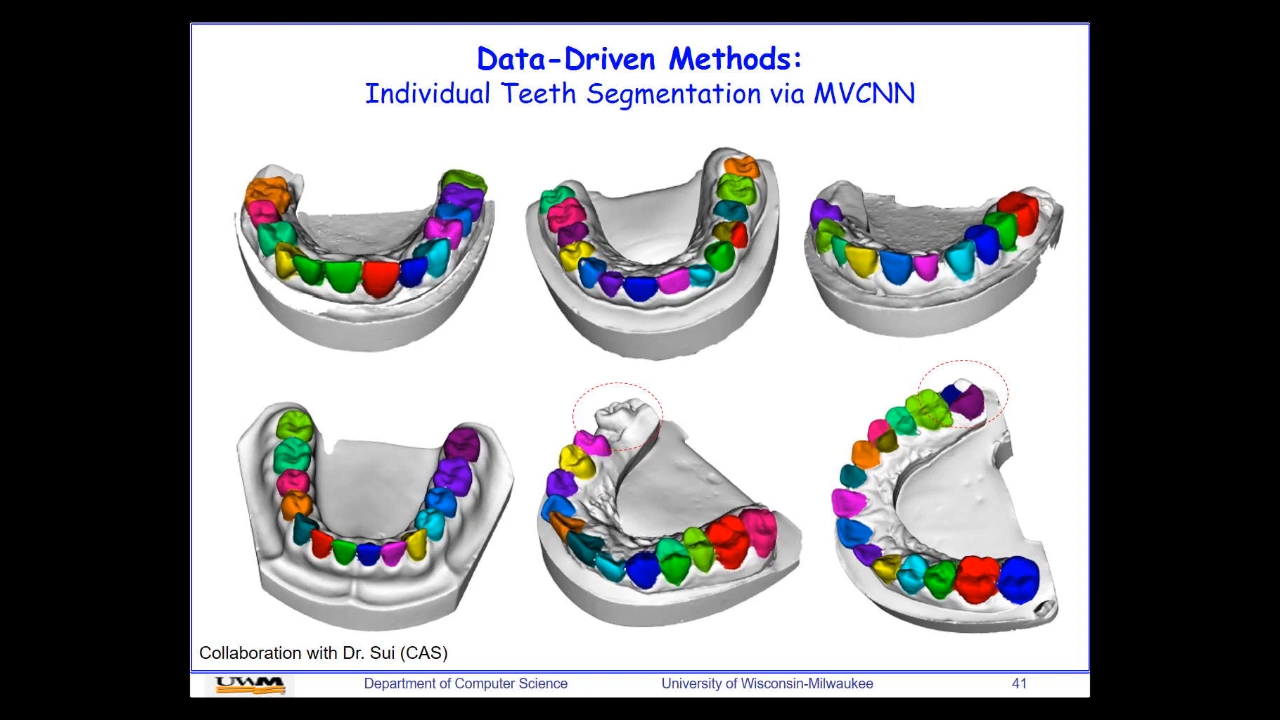 Data-Driven Methods:
Individual Teeth Segmentation via MVCNN
Collaboration with Dr. Sui (CAS)
UWM
Department of Computer Science
University of Wisconsin-Milwaukee
41